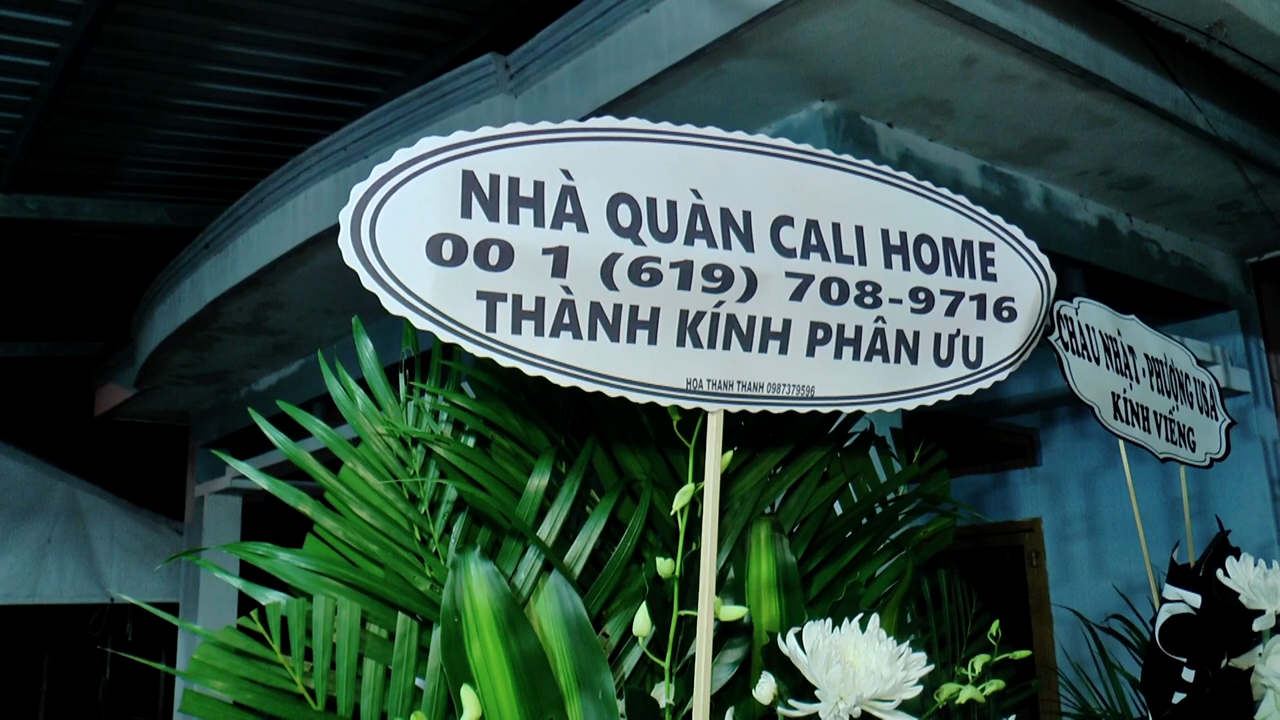 NHÀ QUÀN CALI HOME
00 1 (619) 708-9716
THÀNH KÍNH PHÂN ƯU
HOA THANH THANH 0987379596
CHÁU NHẬT - PHƯỢNG USA
KÍNH VIẾNG